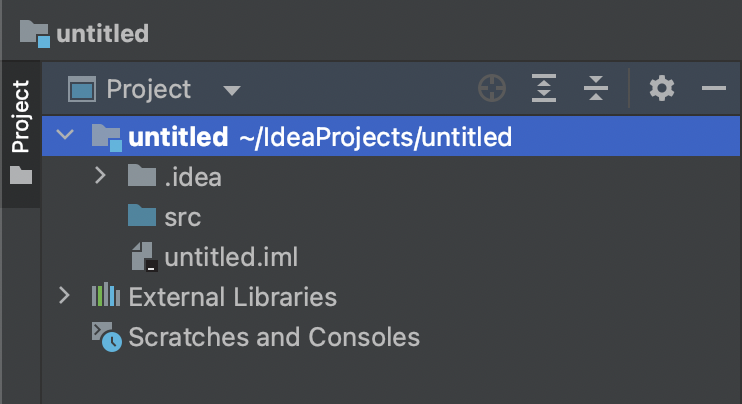 untitled
Project
Project
untitled ~/IdeaProjects/untitled
.idea
src
untitled.iml
External Libraries
Scratches and Consoles